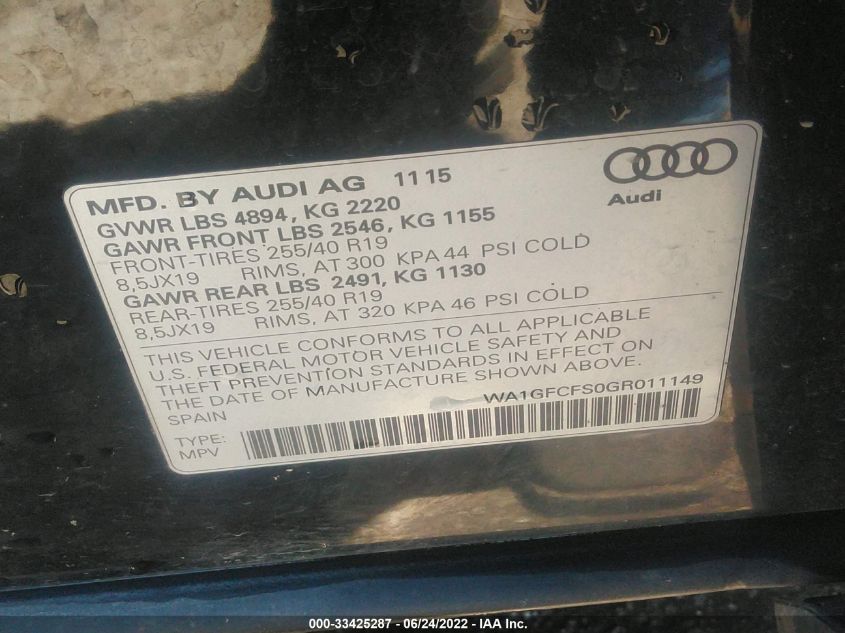 MFD. BY AUDI AG 11 15
Audi
GVWR LBS 4894, KG 2220
GAWR FRONT LBS 2546, KG 1155
FRONT-TIRES 255/40 R19
8,5JX19 RIMS, AT 300 KPA 44 PSI COLD
GAWR REAR LBS 2491, KG 1130
REAR-TIRES 255/40 R19
8,5JX19 RIMS, AT 320 KPA 46 PSI COLD
THIS VEHICLE CONFORMS TO ALL APPLICABLE
U.S. FEDERAL MOTOR VEHICLE SAFETY AND
THEFT PREVENTION STANDARDS IN EFFECT ON
THE DATE OF MANUFACTURE SHOWN ABOVE.
SPAIN WA1GFCFS0GR011149
TYPE:
MPV
000-33425287 - 06/24/2022 - IAA Inc.